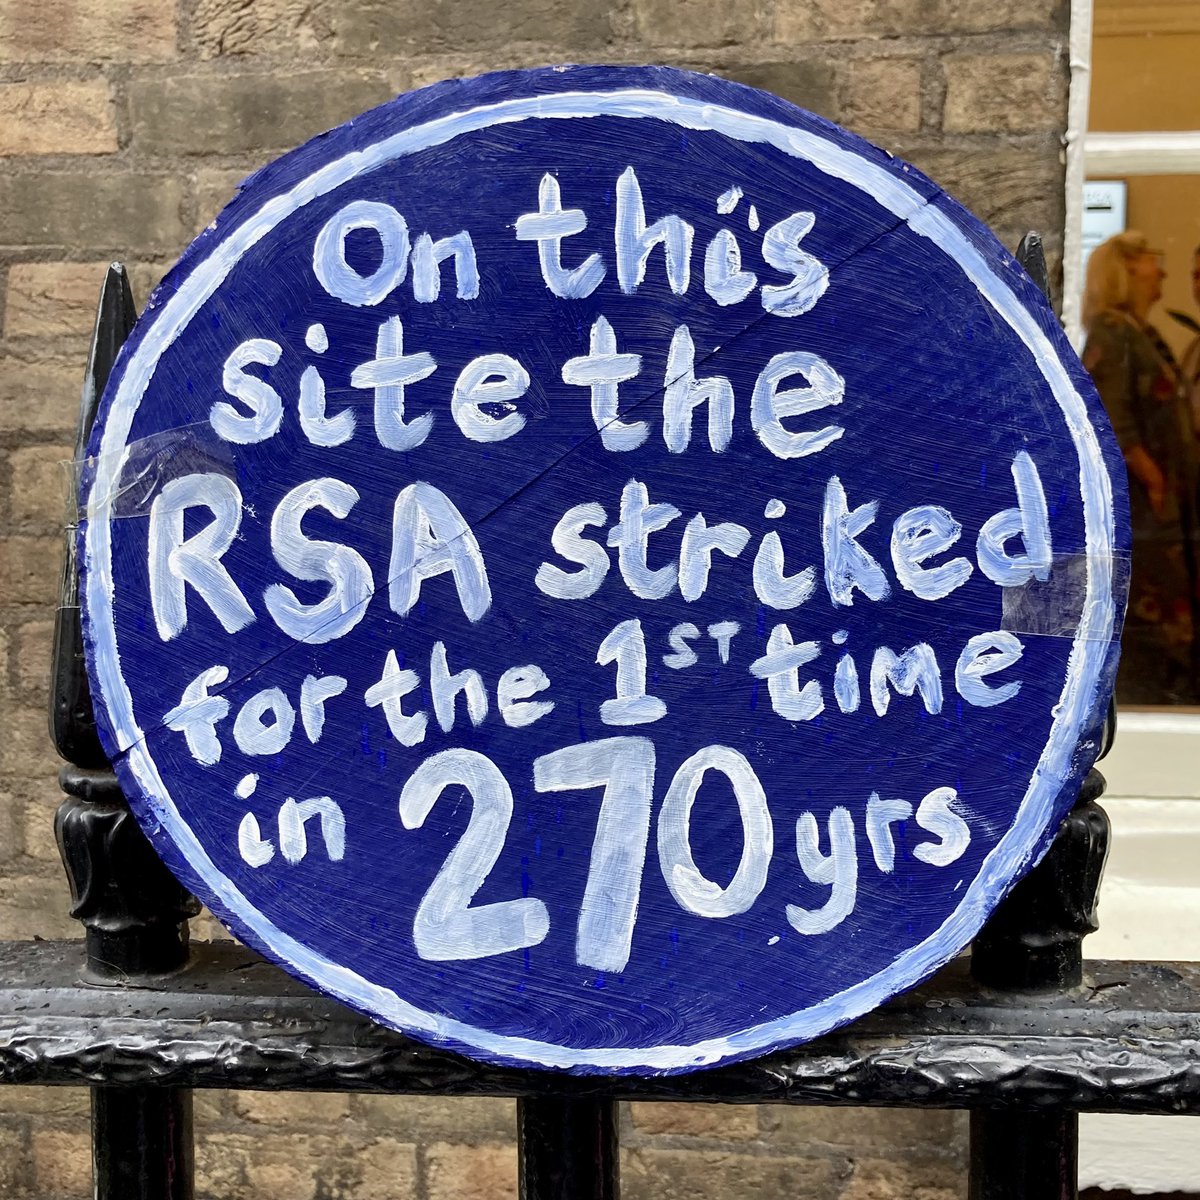 On this
site the
RSA striked
for the 1ST time
in 270 yrs